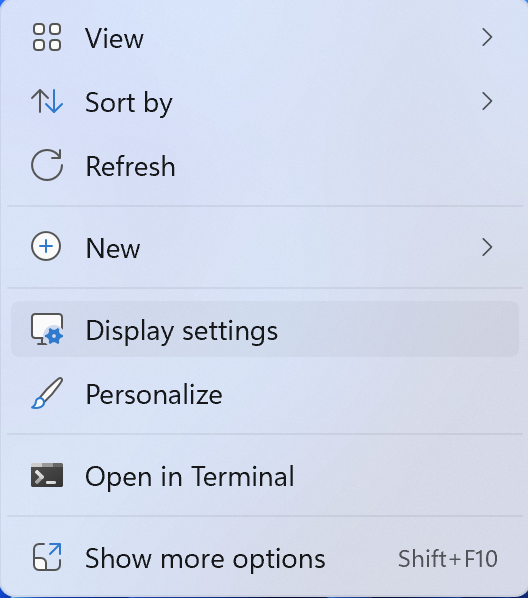 View
Sort by
Refresh
New
Display settings
Personalize
Open in Terminal
Show more options Shift+F10